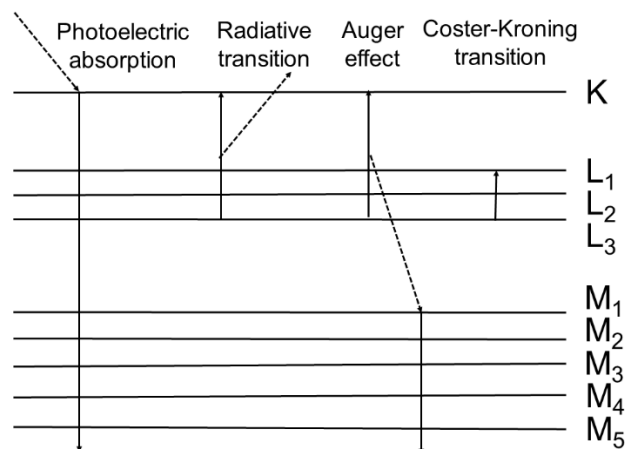 Photoelectric absorption
Radiative transition
Auger effect
Coster-Kroning transition
K
L₁
L₂
L₃
M₁
M₂
M₃
M₄
M₅